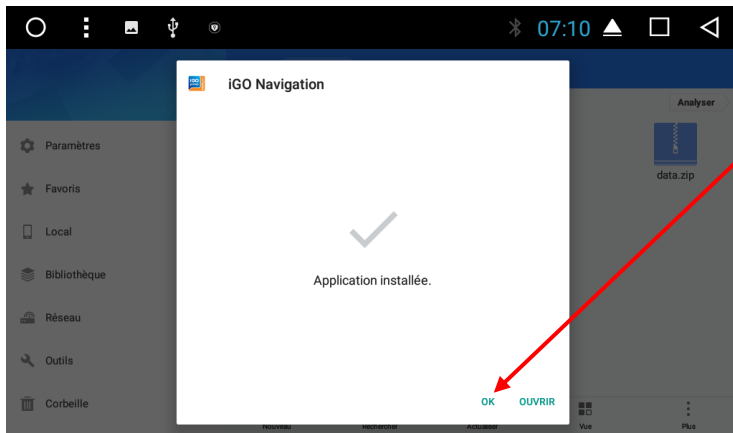 07:10
iGO Navigation
Analyser
Paramètres
data.zip
Favoris
Local
Bibliothèque
Application installée.
Réseau
Outils
OK OUVRIR
Corbeille
Nouveau Rechercher Actualiser Vue Plus